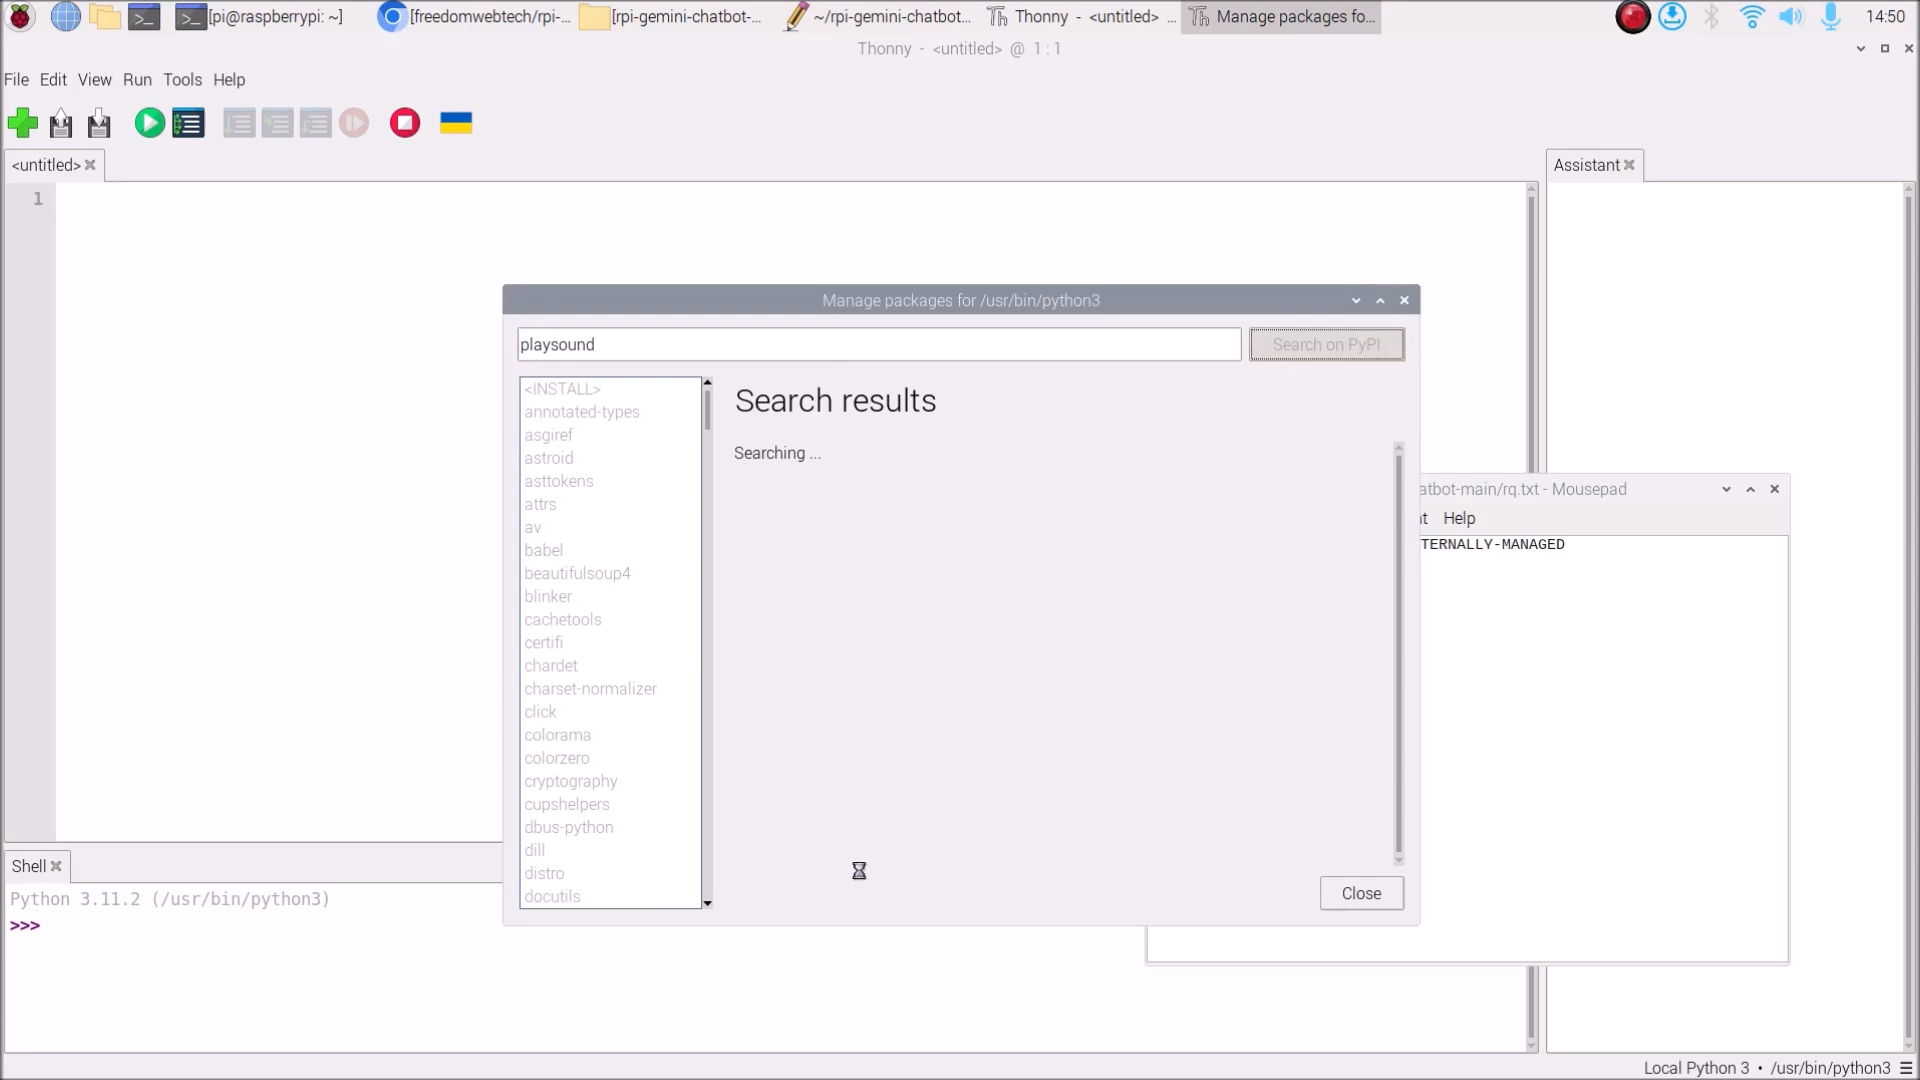 [pi@raspberrypi: ~]
[freedomwebtech/rpi-...
[rpi-gemini-chatbot-...
~/rpi-gemini-chatbot...
Thonny - <untitled> ...
Manage packages fo...
14:50
Thonny - <untitled> @ 1:1
File Edit View Run Tools Help
<untitled>
Assistant
1
Manage packages for /usr/bin/python3
playsound
Search on PyPI
<INSTALL>
annotated-types
asgiref
astroid
asttokens
attrs
av
babel
beautifulsoup4
blinker
cachetools
certifi
chardet
charset-normalizer
click
colorama
colorzero
cryptography
cupshelpers
dbus-python
dill
distro
docutils
Search results
Searching ...
Close
atbot-main/rq.txt - Mousepad
nt Help
TERNALLY-MANAGED
Shell
Python 3.11.2 (/usr/bin/python3)
>>>
Local Python 3 • /usr/bin/python3 ☰